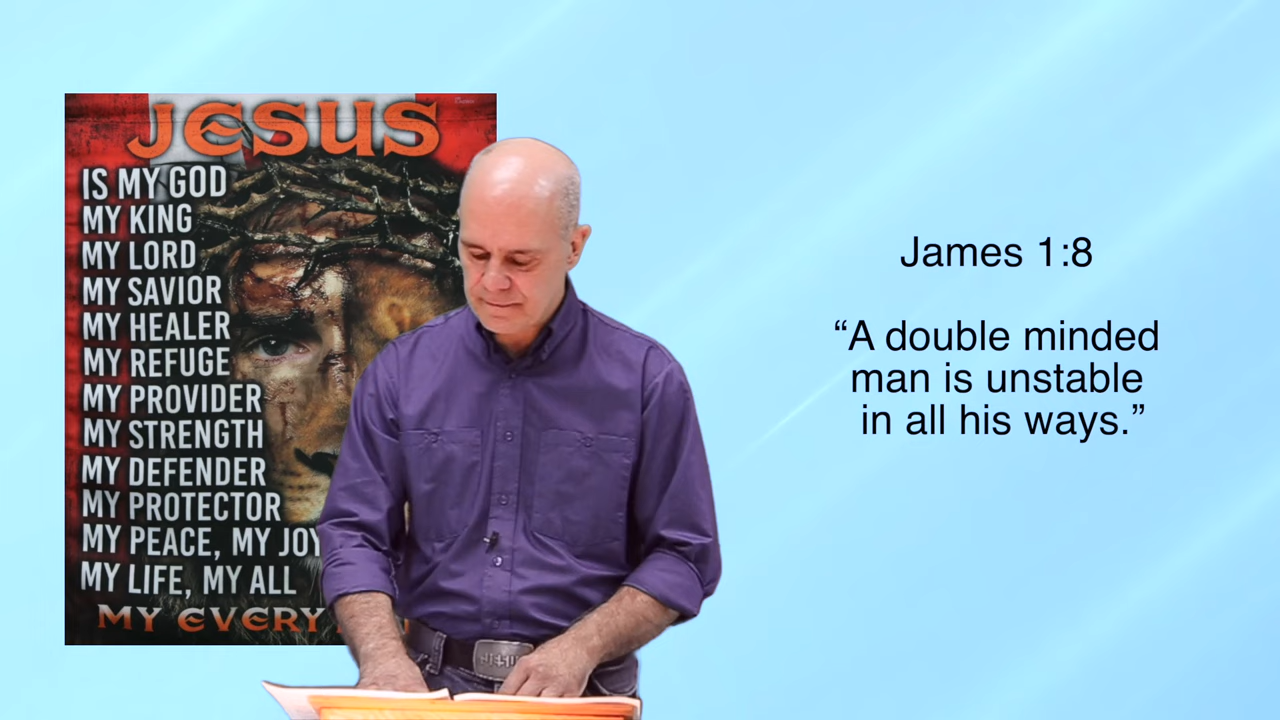 JESUS
IS MY GOD
MY KING
MY LORD
MY SAVIOR
MY HEALER
MY REFUGE
MY PROVIDER
MY STRENGTH
MY DEFENDER
MY PROTECTOR
MY PEACE, MY JOY
MY LIFE, MY ALL
MY EVERY
JESUS
James 1:8
“A double minded
man is unstable
in all his ways.”